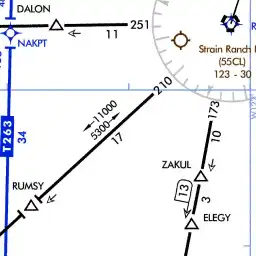 DALON
251
NAKPT
11
Strain Ranch
(55CL)
123 - 30
210
11000
5300
17
173
10
T263
34
ZAKUL
13
3
RUMSY
ELEGY